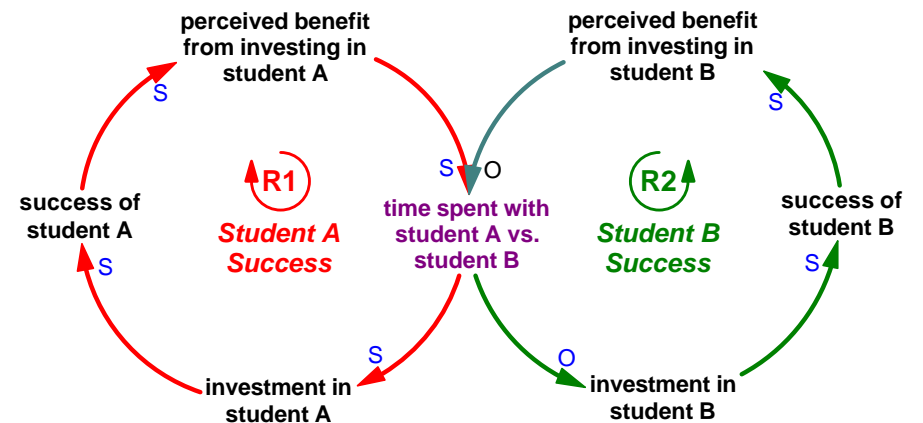 perceived benefit
from investing in
student A
perceived benefit
from investing in
student B
S
S
S
O
R1
R2
success of
student A
Student A
Success
time spent with
student A vs.
student B
Student B
Success
success of
student B
S
S
S
O
investment in
student A
investment in
student B